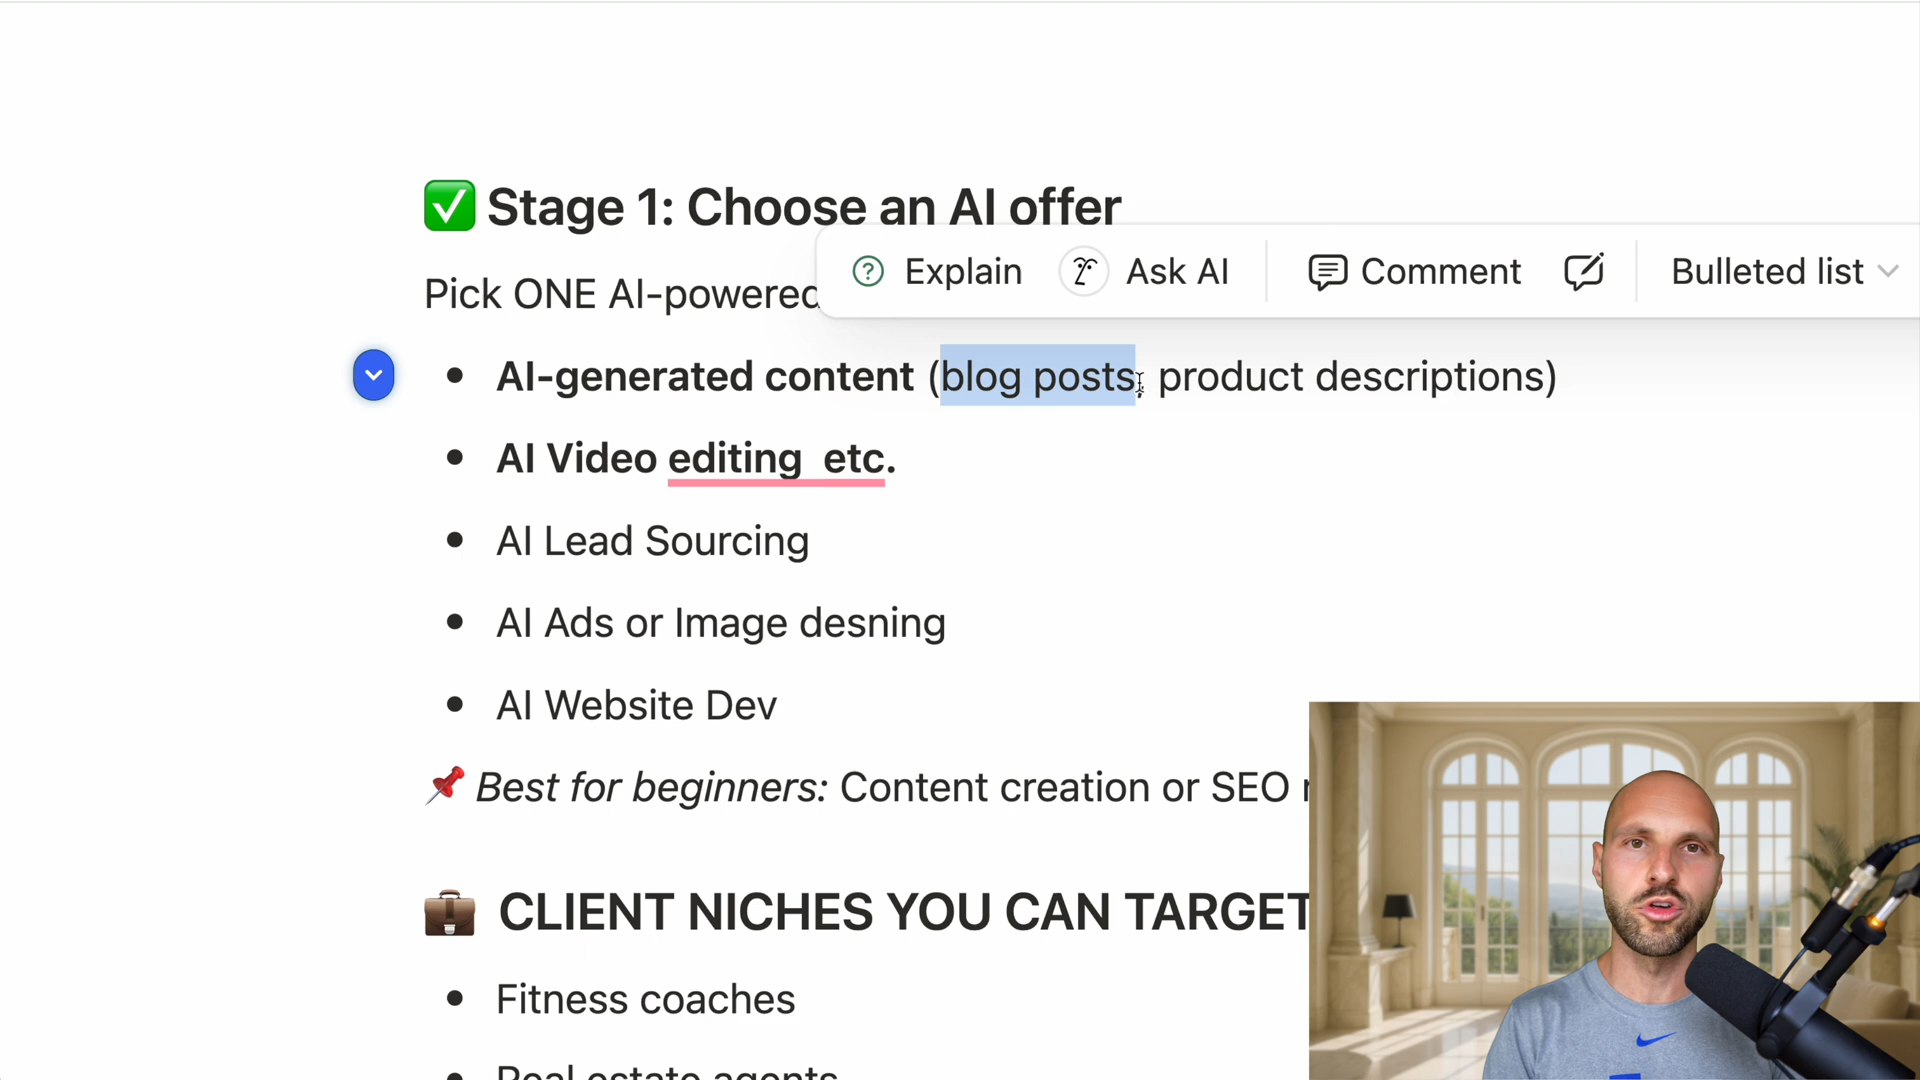 ✅ Stage 1: Choose an AI offer
Explain Ask AI Comment Bulleted list
Pick ONE AI-powered
• AI-generated content (blog posts, product descriptions)
• AI Video editing  etc.
• AI Lead Sourcing
• AI Ads or Image desning
• AI Website Dev
📌 Best for beginners: Content creation or SEO
💼 CLIENT NICHES YOU CAN TARGET
• Fitness coaches
• Real estate agents